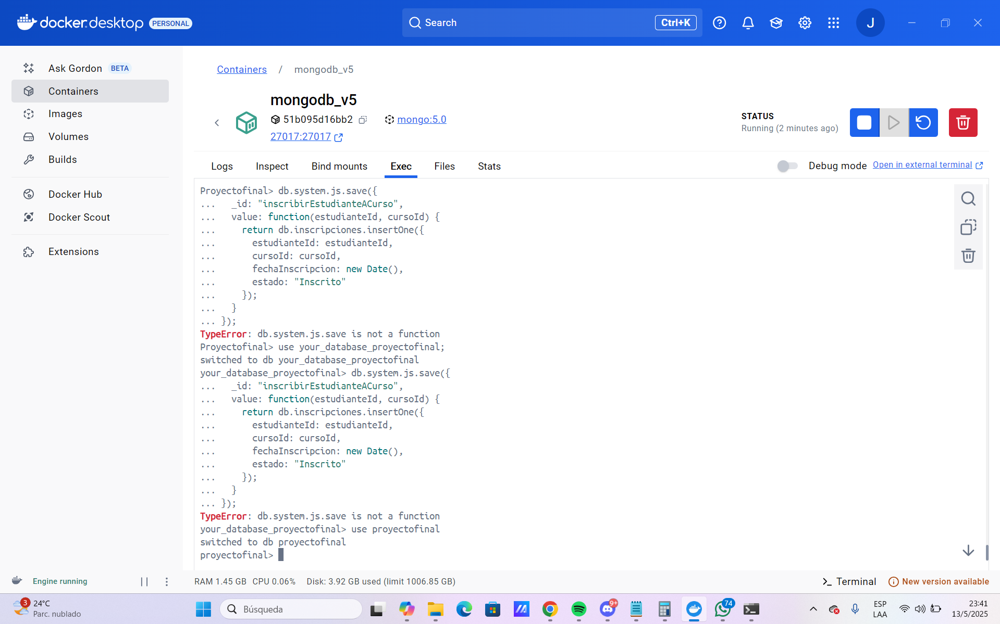 docker.desktop PERSONAL
Search
Ctrl+K
J
Ask Gordon BETA
Containers
Images
Volumes
Builds
Docker Hub
Docker Scout
Extensions
Containers / mongodb_v5
mongodb_v5
51b095d16bb2 mongo:5.0
27017:27017
STATUS
Running (2 minutes ago)
Logs Inspect Bind mounts Exec Files Stats
Debug mode Open in external terminal
Proyectofinal> db.system.js.save({
... _id: "inscribirEstudianteACurso",
... value: function(estudianteId, cursoId) {
... return db.inscripciones.insertOne({
... estudianteId: estudianteId,
... cursoId: cursoId,
... fechaInscripcion: new Date(),
... estado: "Inscrito"
... });
... }
... });
TypeError: db.system.js.save is not a function
Proyectofinal> use your_database_proyectofinal;
switched to db your_database_proyectofinal
your_database_proyectofinal> db.system.js.save({
... _id: "inscribirEstudianteACurso",
... value: function(estudianteId, cursoId) {
... return db.inscripciones.insertOne({
... estudianteId: estudianteId,
... cursoId: cursoId,
... fechaInscripcion: new Date(),
... estado: "Inscrito"
... });
... }
... });
TypeError: db.system.js.save is not a function
your_database_proyectofinal> use proyectofinal
switched to db proyectofinal
proyectofinal>
Engine running
RAM 1.45 GB CPU 0.06% Disk: 3.92 GB used (limit 1006.85 GB)
Terminal
New version available
3
24°C
Parc. nublado
Búsqueda
9+
74
ESP
LAA
23:41
13/5/2025